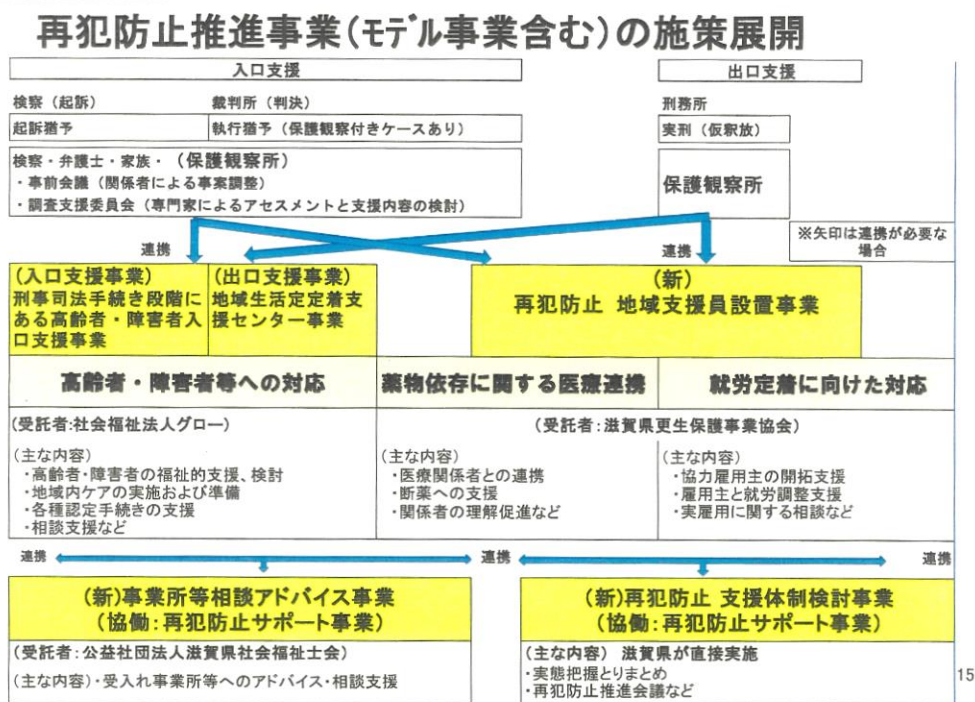 再犯防止推進事業(モデル事業含む)の施策展開
入口支援
出口支援
検察（起訴）
裁判所（判決）
刑務所
起訴猶予
執行猶予（保護観察付きケースあり）
実刑（仮釈放）
検察・弁護士・家族・（保護観察所）
・事前会議（関係者による事案調整）
・調査支援委員会（専門家によるアセスメントと支援内容の検討）
保護観察所
※矢印は連携が必要な
場合
連携
連携
(入口支援事業)
刑事司法手続き段階に
ある高齢者・障害者入
口支援事業
(出口支援事業)
地域生活定定着支
援センター事業
(新)
再犯防止 地域支援員設置事業
高齢者・障害者等への対応
薬物依存に関する医療連携
就労定着に向けた対応
(受託者:社会福祉法人グロー)
(受託者:滋賀県更生保護事業協会)
(主な内容)
・高齢者・障害者の福祉的支援、検討
・地域内ケアの実施および準備
・各種認定手続きの支援
・相談支援など
(主な内容)
・医療関係者との連携
・断薬への支援
・関係者の理解促進など
(主な内容)
・協力雇用主の開拓支援
・雇用主と就労調整支援
・実雇用に関する相談など
連携
連携
連携
(新)事業所等相談アドバイス事業
(協働:再犯防止サポート事業)
(新)再犯防止 支援体制検討事業
(協働:再犯防止サポート事業)
(受託者:公益社団法人滋賀県社会福祉士会)
(主な内容)・受入れ事業所等へのアドバイス・相談支援
(主な内容) 滋賀県が直接実施
・実態把握とりまとめ
・再犯防止推進会議など
15